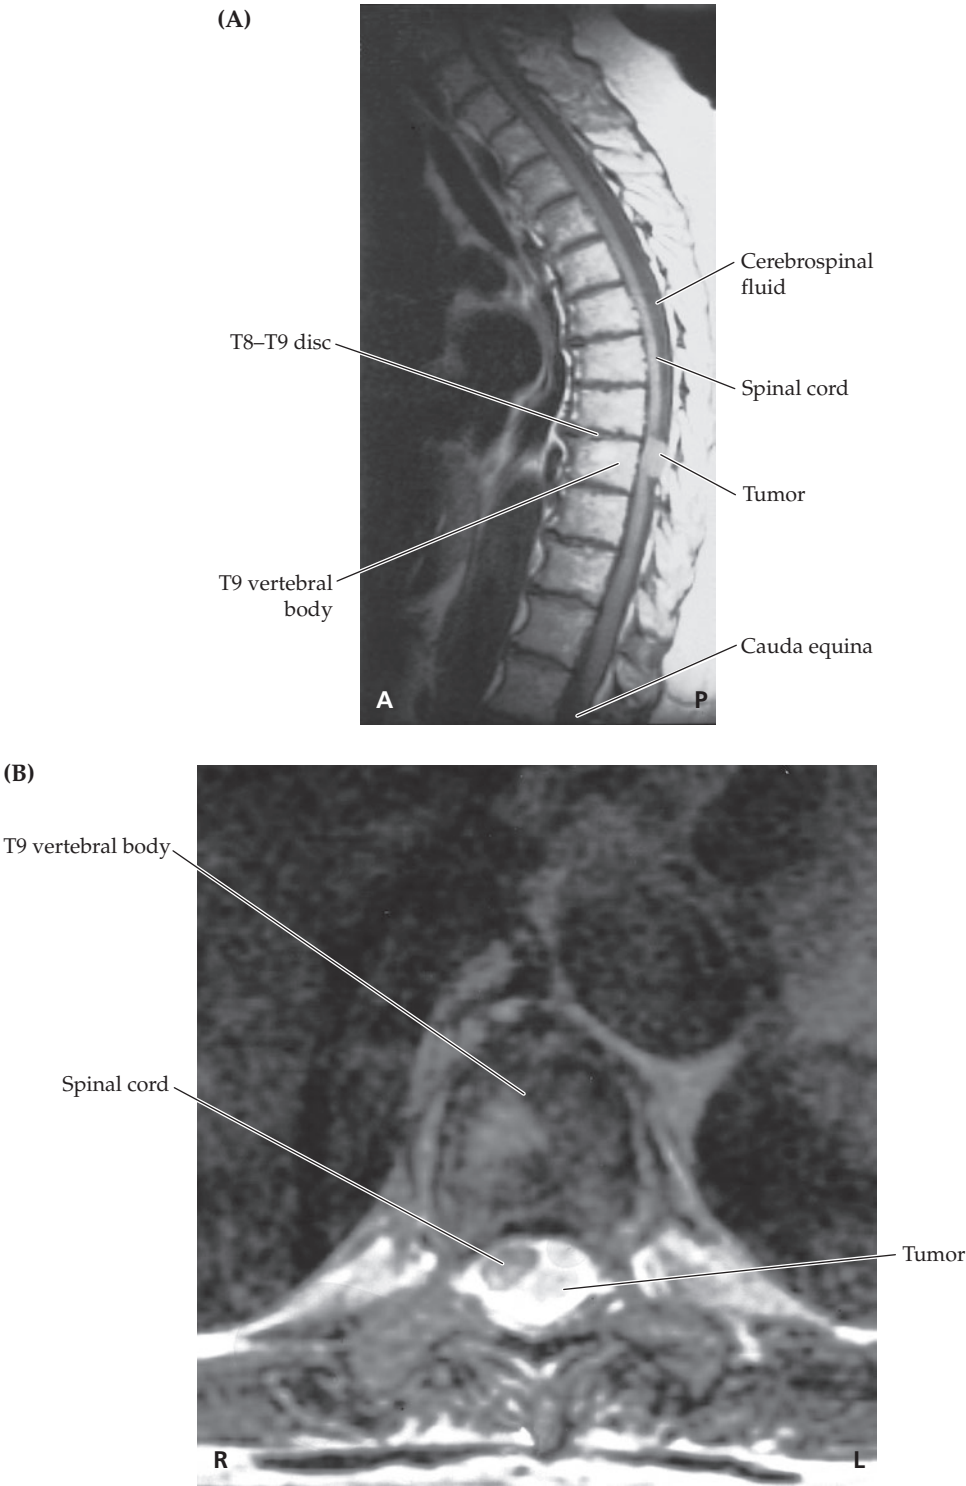 (A)
Cerebrospinal
fluid
T8–T9 disc
Spinal cord
Tumor
T9 vertebral
body
Cauda equina
A
P
(B)
T9 vertebral body
Spinal cord
Tumor
R
L